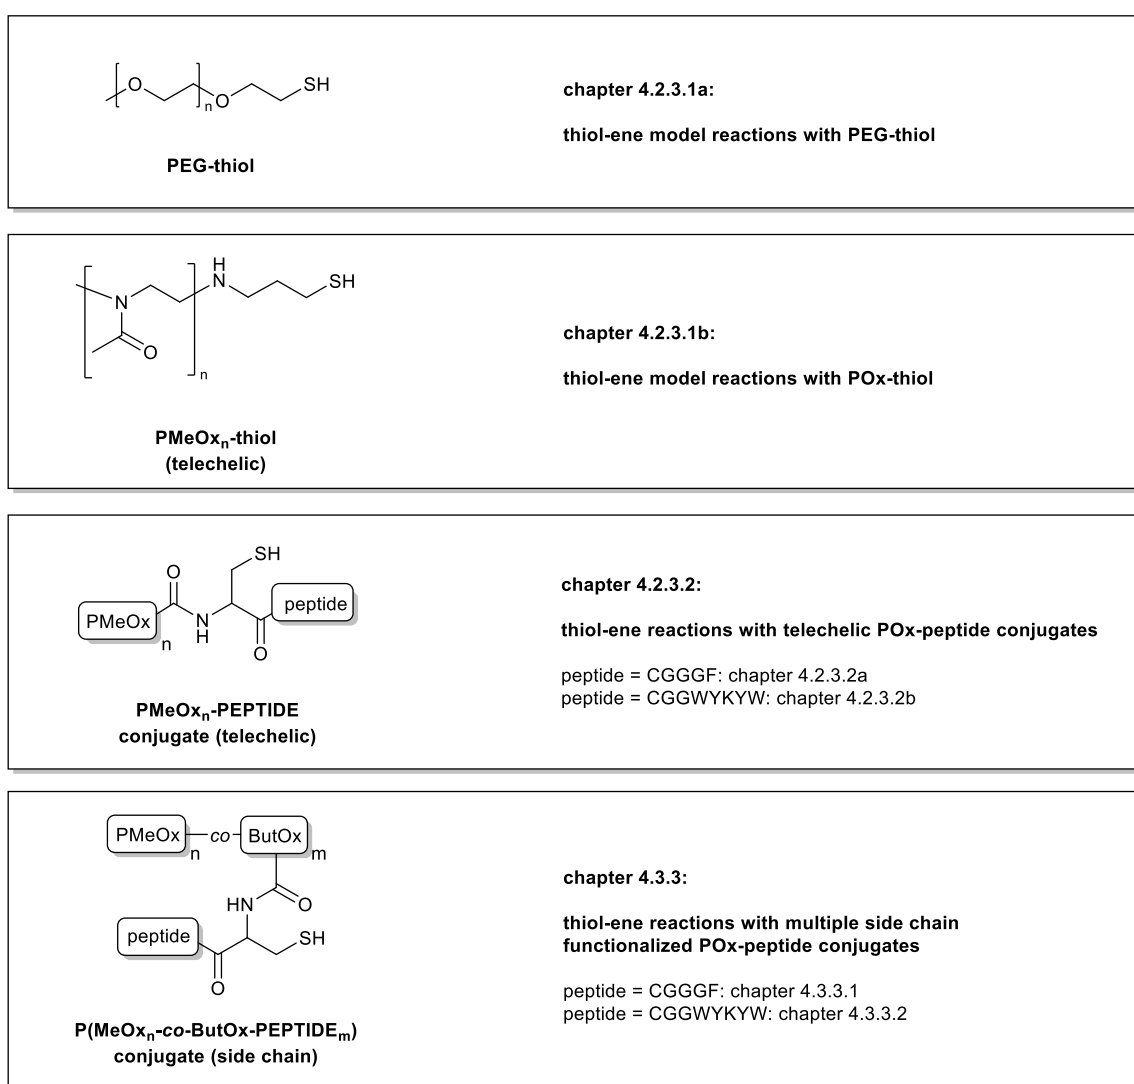 O
n
O
SH
PEG-thiol
chapter 4.2.3.1a:
thiol-ene model reactions with PEG-thiol
H
N
SH
N
O
n
PMeOxn-thiol
(telechelic)
chapter 4.2.3.1b:
thiol-ene model reactions with POx-thiol
SH
O
peptide
PMeOx
n
N
H
O
PMeOxn-PEPTIDE
conjugate (telechelic)
chapter 4.2.3.2:
thiol-ene reactions with telechelic POx-peptide conjugates
peptide = CGGGF: chapter 4.2.3.2a
peptide = CGGWYKYW: chapter 4.2.3.2b
PMeOx n co ButOx m
HN
O
peptide
SH
O
P(MeOxn-co-ButOx-PEPTIDEm)
conjugate (side chain)
chapter 4.3.3:
thiol-ene reactions with multiple side chain
functionalized POx-peptide conjugates
peptide = CGGGF: chapter 4.3.3.1
peptide = CGGWYKYW: chapter 4.3.3.2